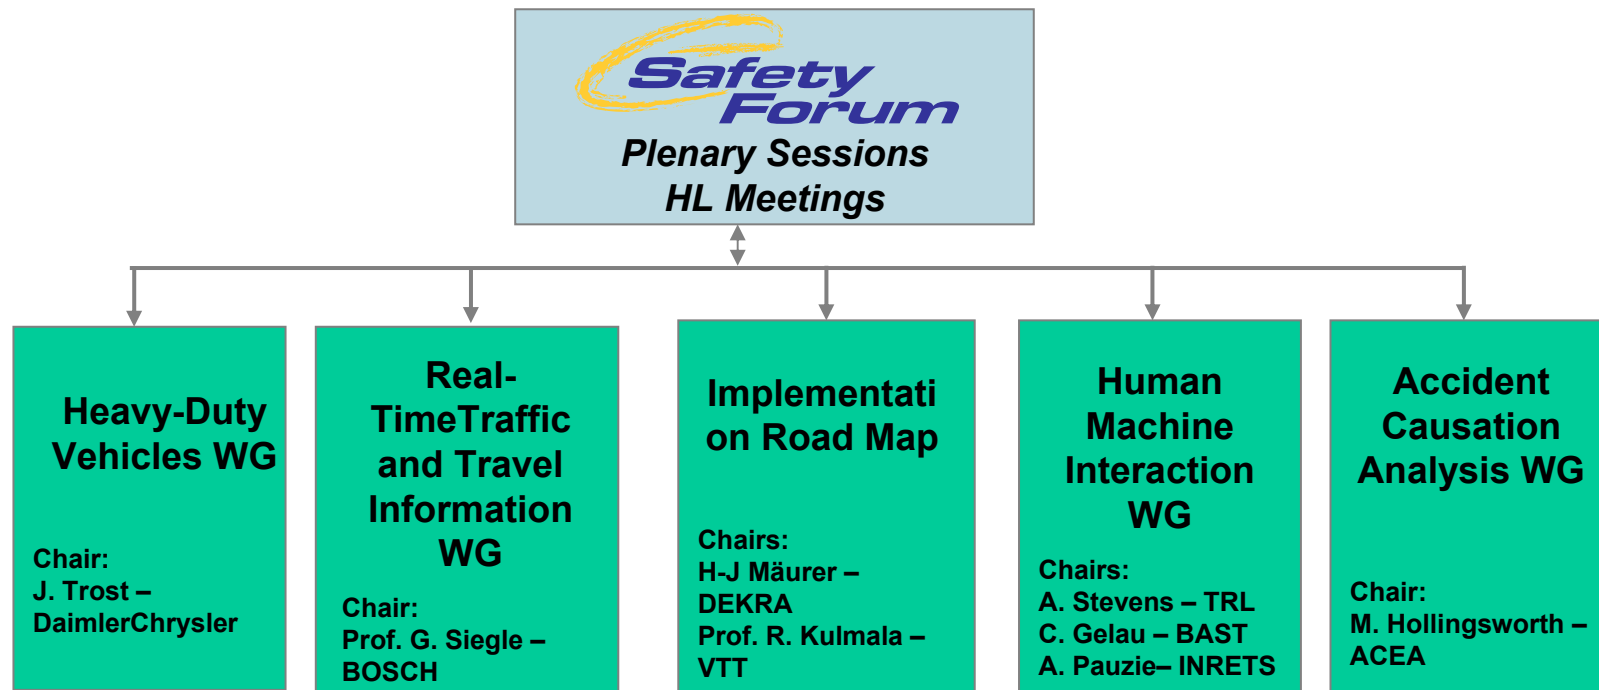 Safety
Forum
Plenary Sessions
HL Meetings
Heavy-Duty
Vehicles WG
Chair:
J. Trost –
DaimlerChrysler
Real-
TimeTraffic
and Travel
Information
WG
Chair:
Prof. G. Siegle –
BOSCH
Implementati
on Road Map
Chairs:
H-J Mäurer –
DEKRA
Prof. R. Kulmala –
VTT
Human
Machine
Interaction
WG
Chairs:
A. Stevens – TRL
C. Gelau – BAST
A. Pauzie– INRETS
Accident
Causation
Analysis WG
Chair:
M. Hollingsworth –
ACEA